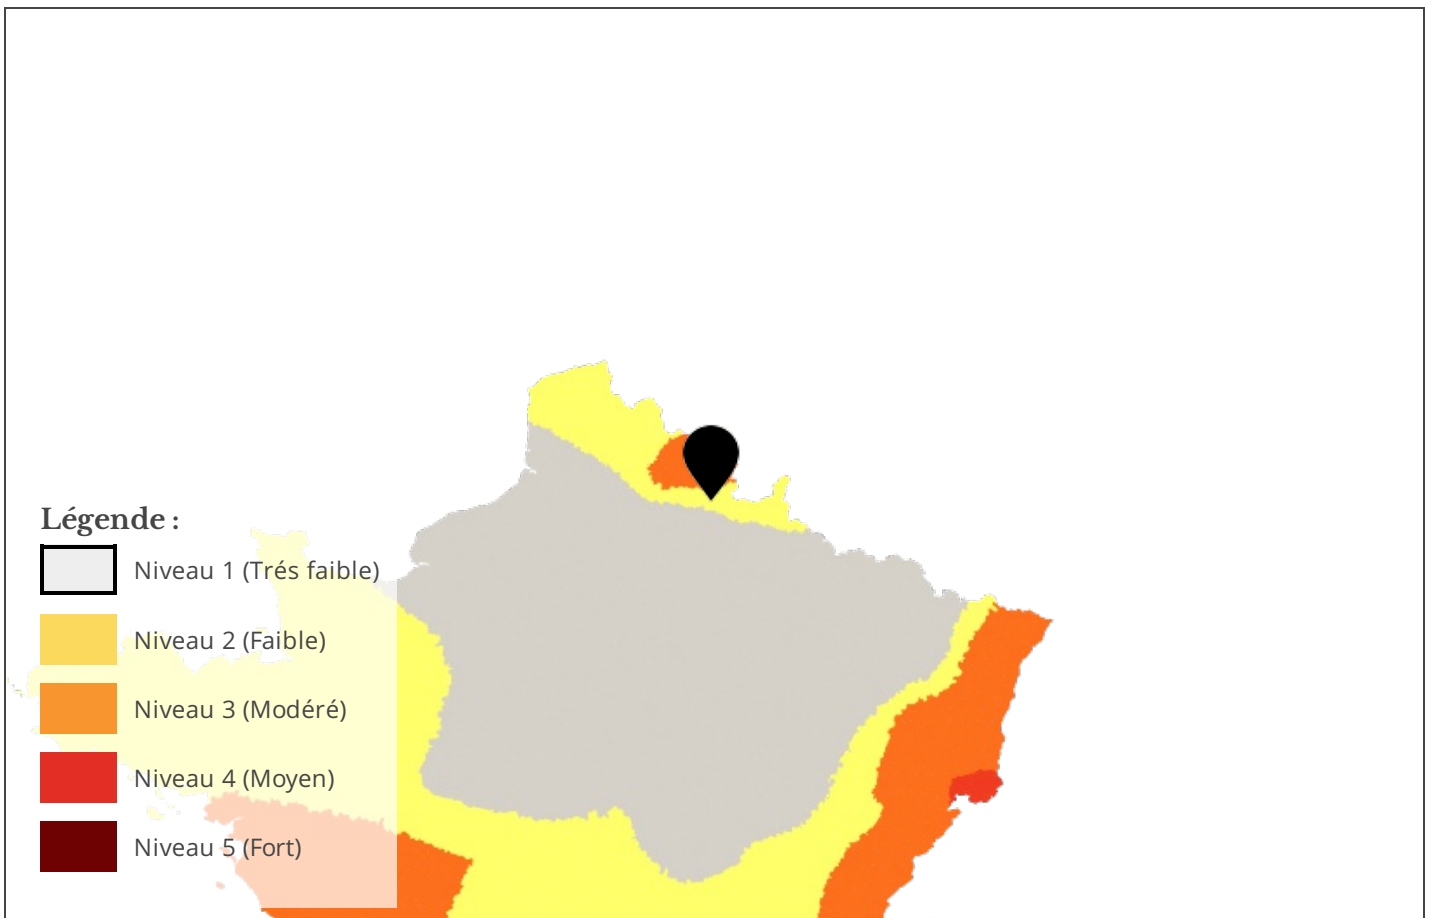 Légende :
Niveau 1 (Trés faible)
Niveau 2 (Faible)
Niveau 3 (Modéré)
Niveau 4 (Moyen)
Niveau 5 (Fort)